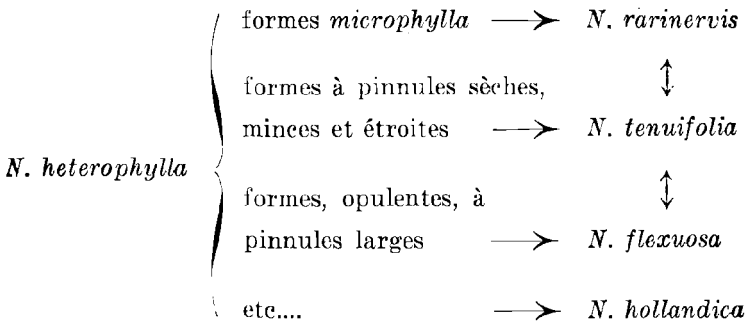 formes microphylla → N. rarinervis
↕
formes à pinnules sèches,
minces et étroites → N. tenuifolia
N. heterophylla
↕
formes, opulentes, à
pinnules larges → N. flexuosa
etc.... → N. hollandica